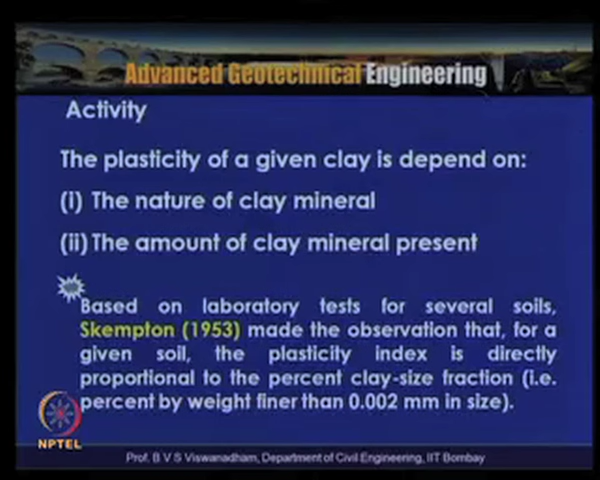 Advanced Geotechnical Engineering
Activity
The plasticity of a given clay is depend on:
(i) The nature of clay mineral
(ii) The amount of clay mineral present
Based on laboratory tests for several soils,
Skempton (1953) made the observation that, for a
given soil, the plasticity index is directly
proportional to the percent clay-size fraction (i.e.
percent by weight finer than 0.002 mm in size).
NPTEL
Prof. B V S Viswanadham, Department of Civil Engineering, IIT Bombay